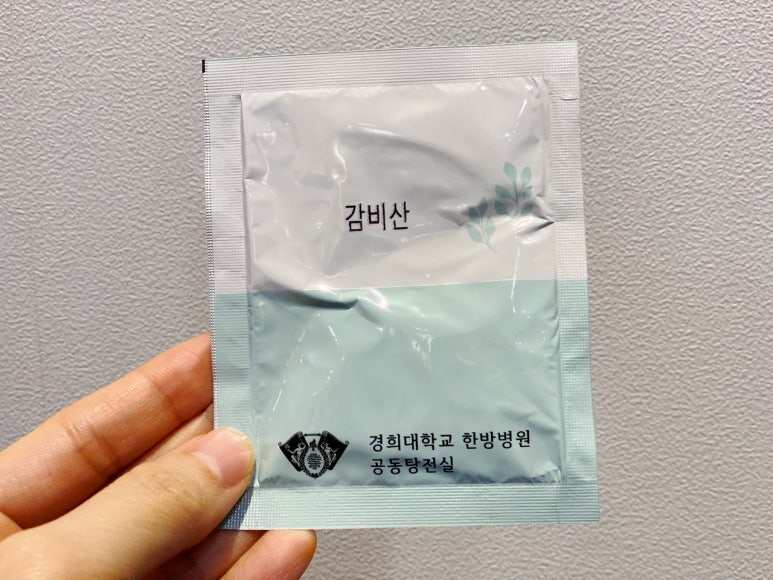 감비산
경희대학교 한방병원
공동탕전실